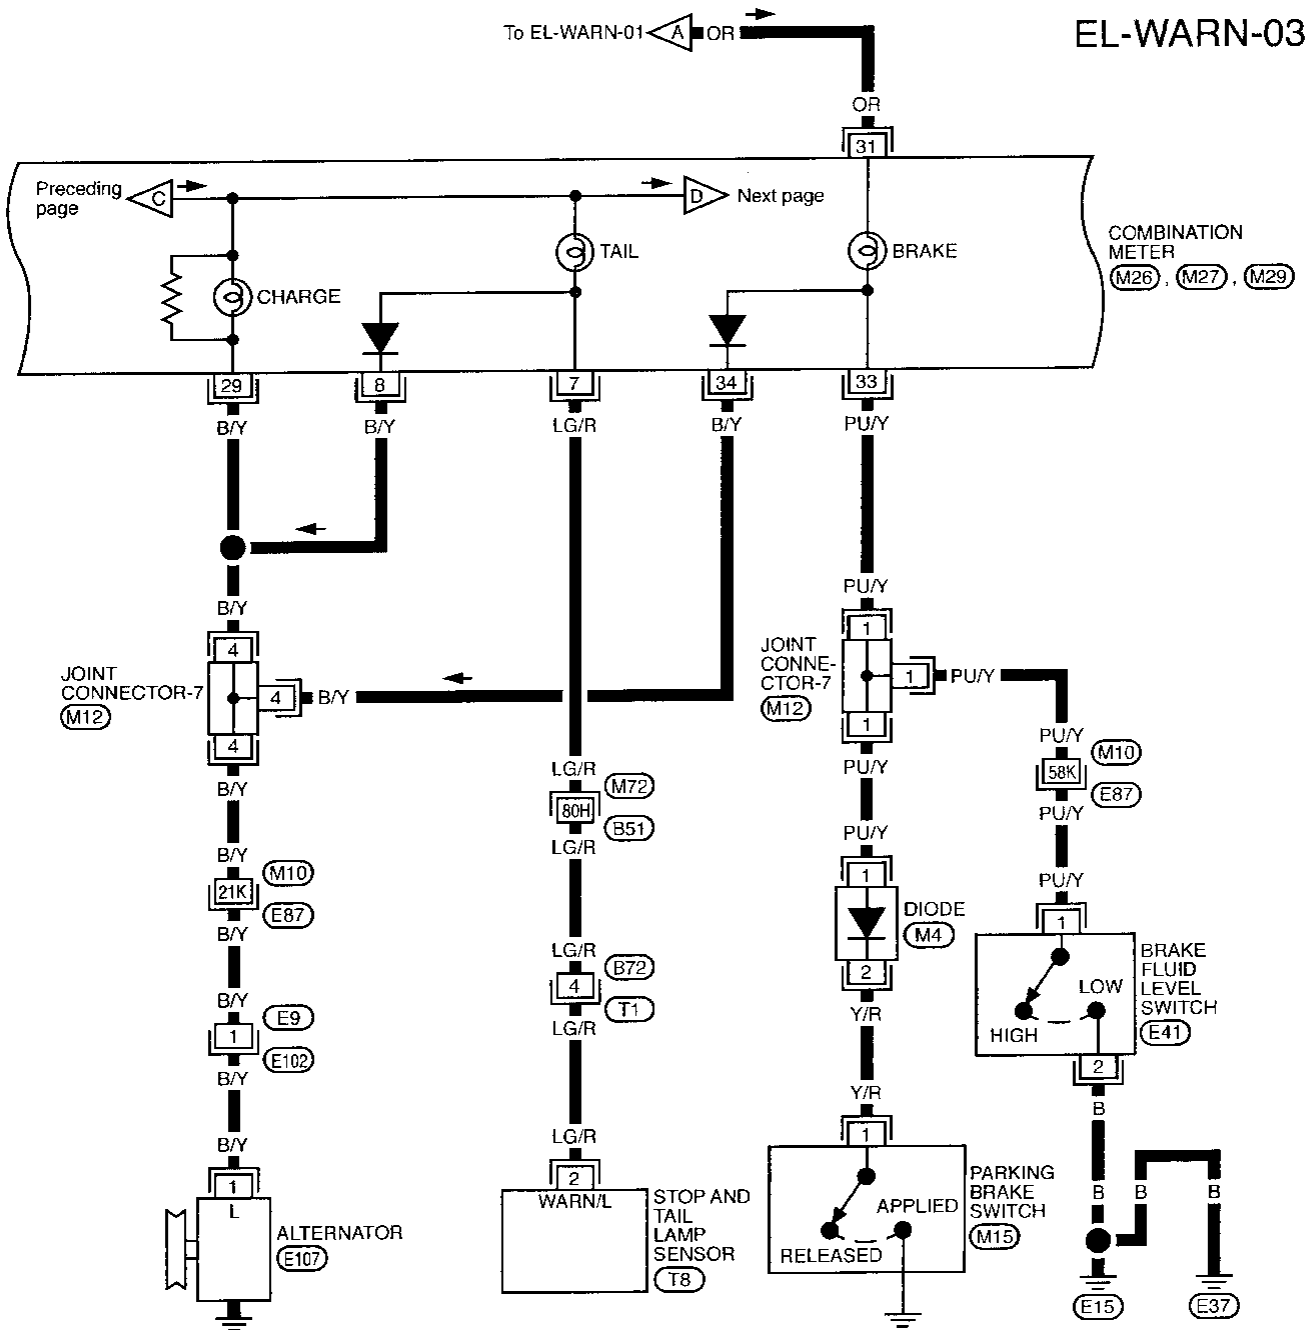 To EL-WARN-01 A OR
EL-WARN-03
OR
31
Preceding
page
C
D Next page
TAIL
BRAKE
CHARGE
COMBINATION
METER
M26 , M27 , M29
29 8 7 34 33
B/Y B/Y LG/R B/Y PU/Y
B/Y
PU/Y
4
1
JOINT
CONNECTOR-7
M12
4
B/Y
4
B/Y
JOINT
CONNE-
CTOR-7
M12
1
PU/Y
1
PU/Y
PU/Y
58K
M10
E87
PU/Y
PU/Y
LG/R
80H
M72
B51
LG/R
B/Y
21K
M10
E87
B/Y
PU/Y
1
DIODE
M4
2
Y/R
1
BRAKE
FLUID
LEVEL
SWITCH
E41
LOW
HIGH
2
B
LG/R
4
B72
T1
LG/R
B/Y
1
E9
E102
B/Y
Y/R
1
B/Y
LG/R
1
L
ALTERNATOR
E107
2
WARN/L
STOP AND
TAIL
LAMP
SENSOR
T8
APPLIED
RELEASED
PARKING
BRAKE
SWITCH
M15
B B B
E15 E37